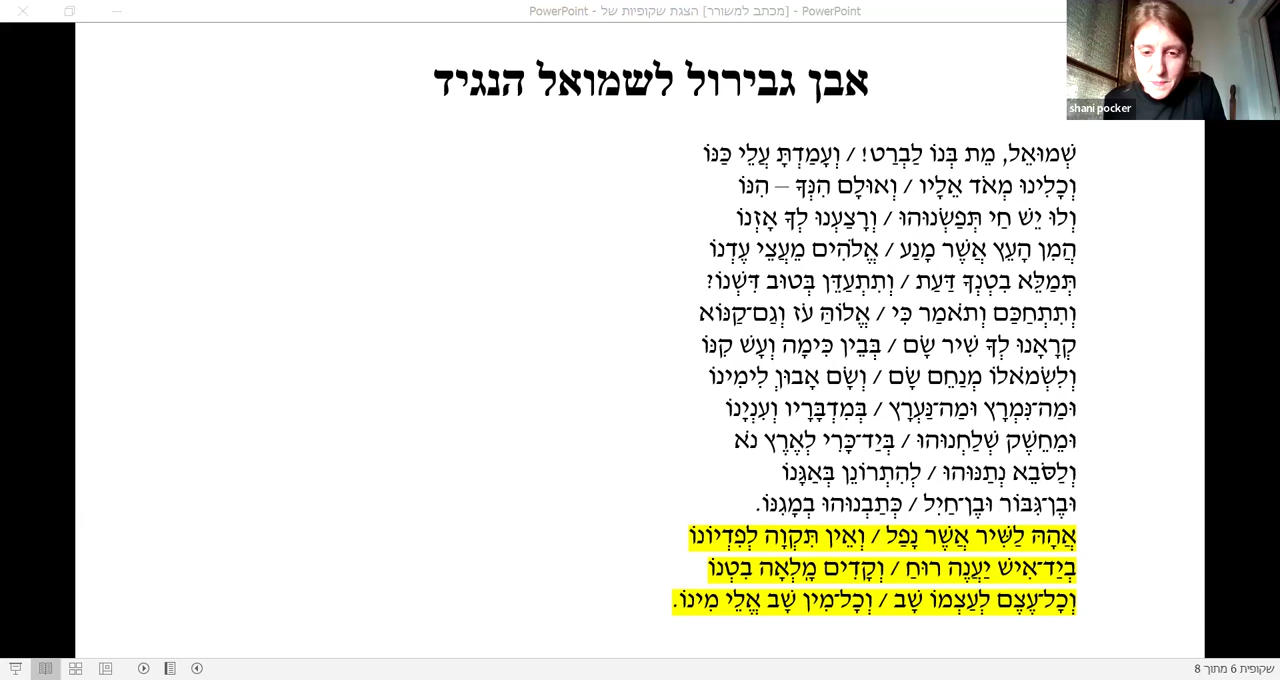 PowerPoint - [מכתב למשורר] הצגת שקופיות של - PowerPoint
shani pocker
אבן גבירול לשמואל הנגיד
שְׁמוּאֵל, מֵת בְּנוֹ לַבְרַט! / וְעָמַדְתָּ עֲלֵי כַּנּוֹ
וְכָלִינוּ מְאֹד אֵלָיו / וְאוּלָם הִנְּךָ – הִנּוֹ
וְלוּ יֵשׁ חַי תְּפַשְׂנוּהוּ / וְרָצַעְנוּ לְךָ אָזְנוֹ
הֲמִן הָעֵץ אֲשֶׁר מָנַע / אֱלֹהִים מֵעֲצֵי עֶדְנוֹ
תְּמַלֵּא בִטְנְךָ דַּעַת / וְתִתְעַדֵּן בְּטוּב דִּשְׁנוֹ?
וְתִתְחַכַּם וְתֹאמַר כִּי / אֱלוֹהַּ עֹז וְגַם־קַנּוֹא
קְרָאָנוּ לְךָ שִׁיר שָׂם / בְּבֵין כִּימָה וְעָשׁ קִנּוֹ
וְלִשְׂמֹאלוֹ מְנַחֵם שָׂם / וְשָׂם אָבוּן לִימִינוֹ
וּמַה־נִּמְרָץ וּמַה־נַּעְרָץ / בְּמִדְבָּרָיו וְעִנְיָנוֹ
וּמֵחֵשֶׁק שְׁלַחְנוּהוּ / בְּיַד־כָּרִי לְאֶרֶץ נֹא
וְלַסֹּבֵא נְתַנּוּהוּ / לְהִתְרוֹנֵן בְּאַגָּנוֹ
וּבֶן־גִּבּוֹר וּבֶן־חַיִל / כְּתַבְנוּהוּ בְמָגִנּוֹ.
אֲהָהּ לַשִּׁיר אֲשֶׁר נָפַל / וְאֵין תִּקְוָה לְפִדְיוֹנוֹ
בְּיַד־אִישׁ יַעֲנֶה רוּחַ / וְקָדִים מָלְאָה בִטְנוֹ
וְכָל־עֶצֶם לְעַצְמוֹ שָׁב / וְכָל־מִין שָׁב אֱלֵי מִינוֹ.
שקופית 6 מתוך 8